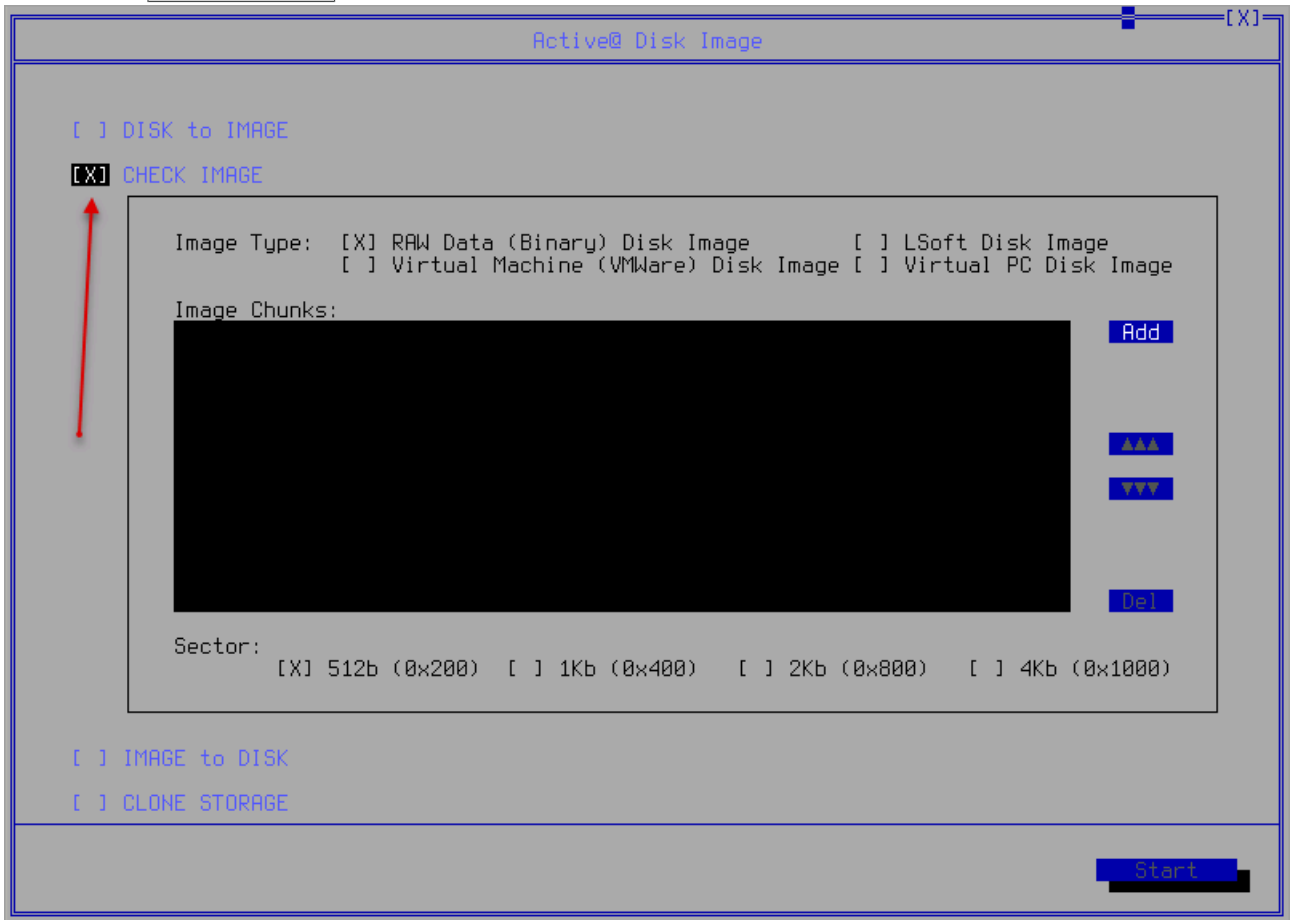 [X]
Active@ Disk Image
[ ] DISK to IMAGE
[X] CHECK IMAGE
Image Type: [X] RAW Data (Binary) Disk Image [ ] LSoft Disk Image
[ ] Virtual Machine (VMWare) Disk Image [ ] Virtual PC Disk Image
Image Chunks:
Add
▲▲▲
▼▼▼
Del
Sector:
[X] 512b (0x200) [ ] 1Kb (0x400) [ ] 2Kb (0x800) [ ] 4Kb (0x1000)
[ ] IMAGE to DISK
[ ] CLONE STORAGE
Start